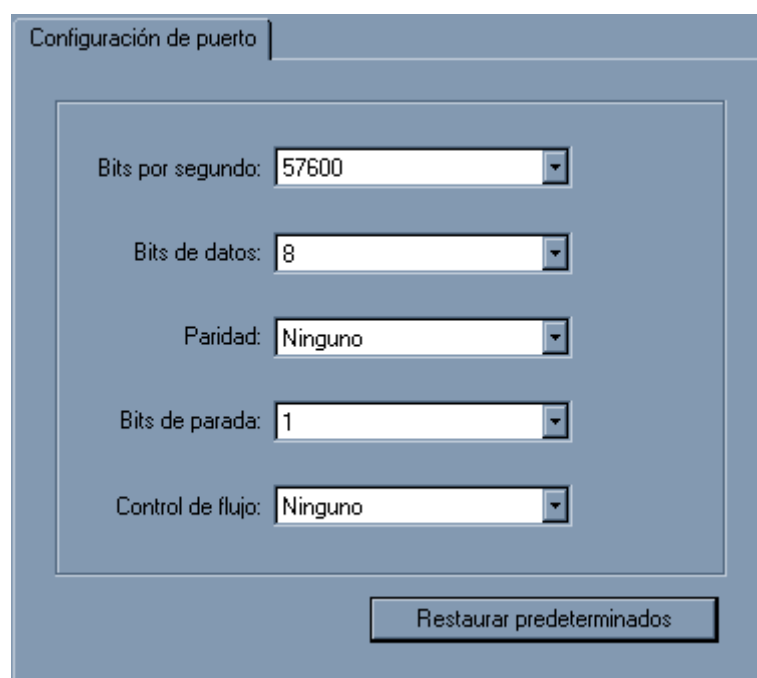 Configuración de puerto
Bits por segundo: 57600
Bits de datos: 8
Paridad: Ninguno
Bits de parada: 1
Control de flujo: Ninguno
Restaurar predeterminados